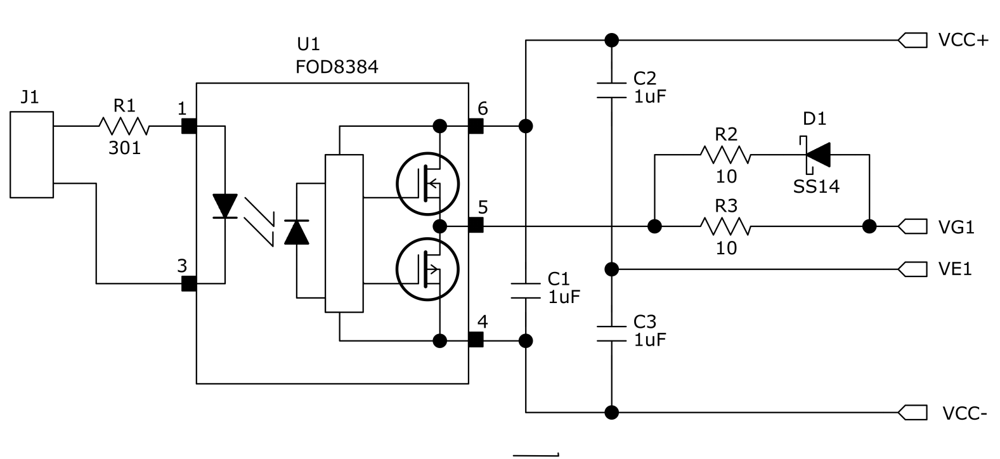 VCC+
U1
FOD8384
C2
1uF
J1
R1
301
1
6
D1
R2
10
SS14
5
R3
10
VG1
3
VE1
C1
1uF
4
C3
1uF
VCC-